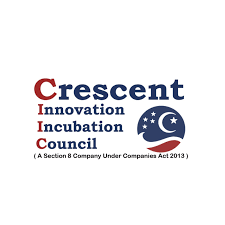 Crescent
Innovation
Incubation
Council
( A Section 8 Company Under Companies Act 2013 )